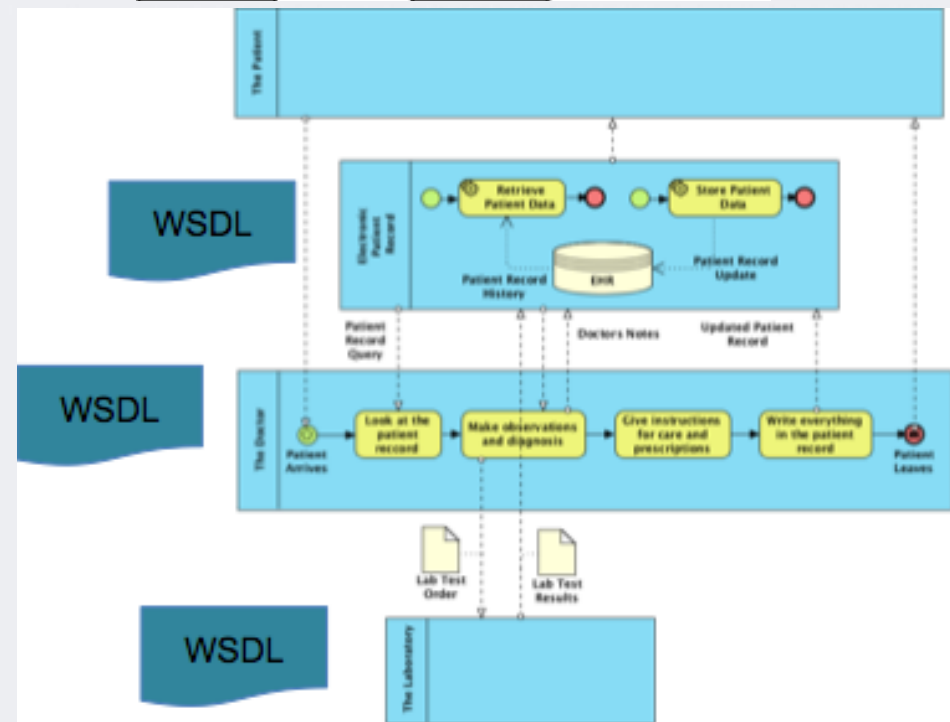 The Patient
WSDL
Electronic
Patient
Record
Retrieve
Patient Data
Store Patient
Data
Patient Record
History
EHR
Patient Record
Update
Patient
Record
Query
Doctors Notes
Updated Patient
Record
WSDL
The Doctor
Patient
Arrives
Look at the
patient
reccord
Make observations
and diagnosis
Give instructions
for care and
prescriptions
Write everything
in the patient
record
Patient
Leaves
Lab Test
Order
Lab Test
Results
WSDL
The Laboratory